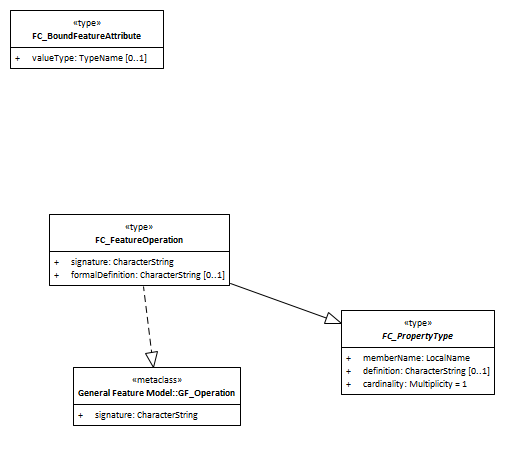 «type»
FC_BoundFeatureAttribute
+ valueType: TypeName [0..1]
«type»
FC_FeatureOperation
+ signature: CharacterString
+ formalDefinition: CharacterString [0..1]
«type»
FC_PropertyType
+ memberName: LocalName
+ definition: CharacterString [0..1]
+ cardinality: Multiplicity = 1
«metaclass»
General Feature Model::GF_Operation
+ signature: CharacterString